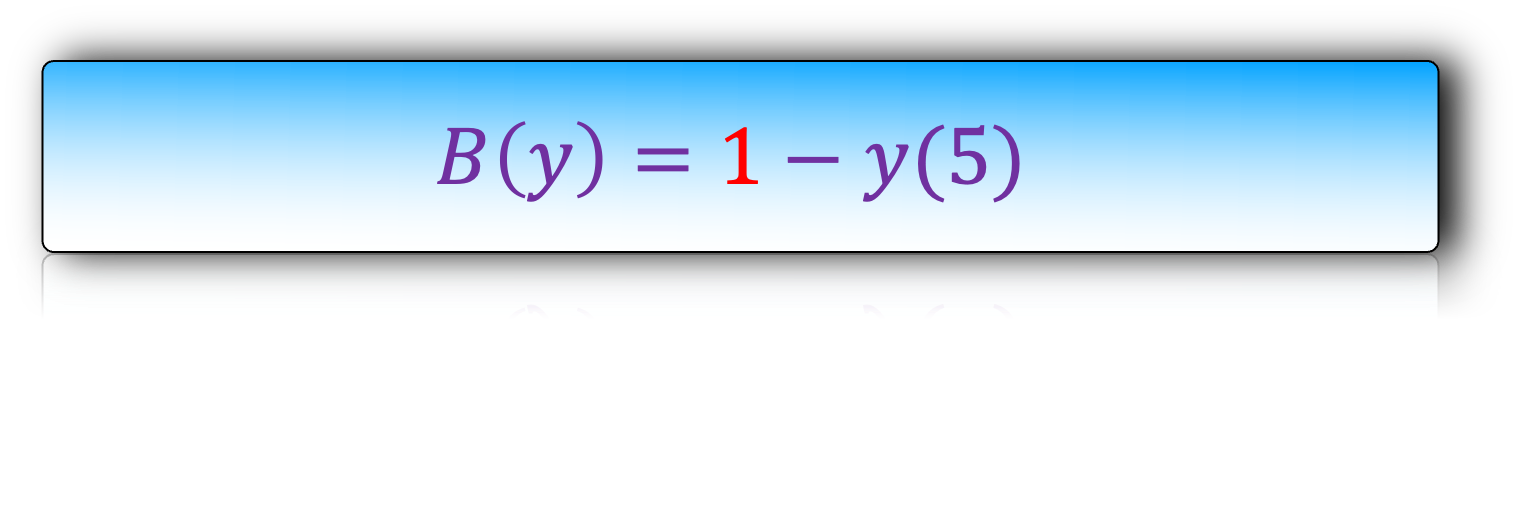 B(y) = 1 − y(5)